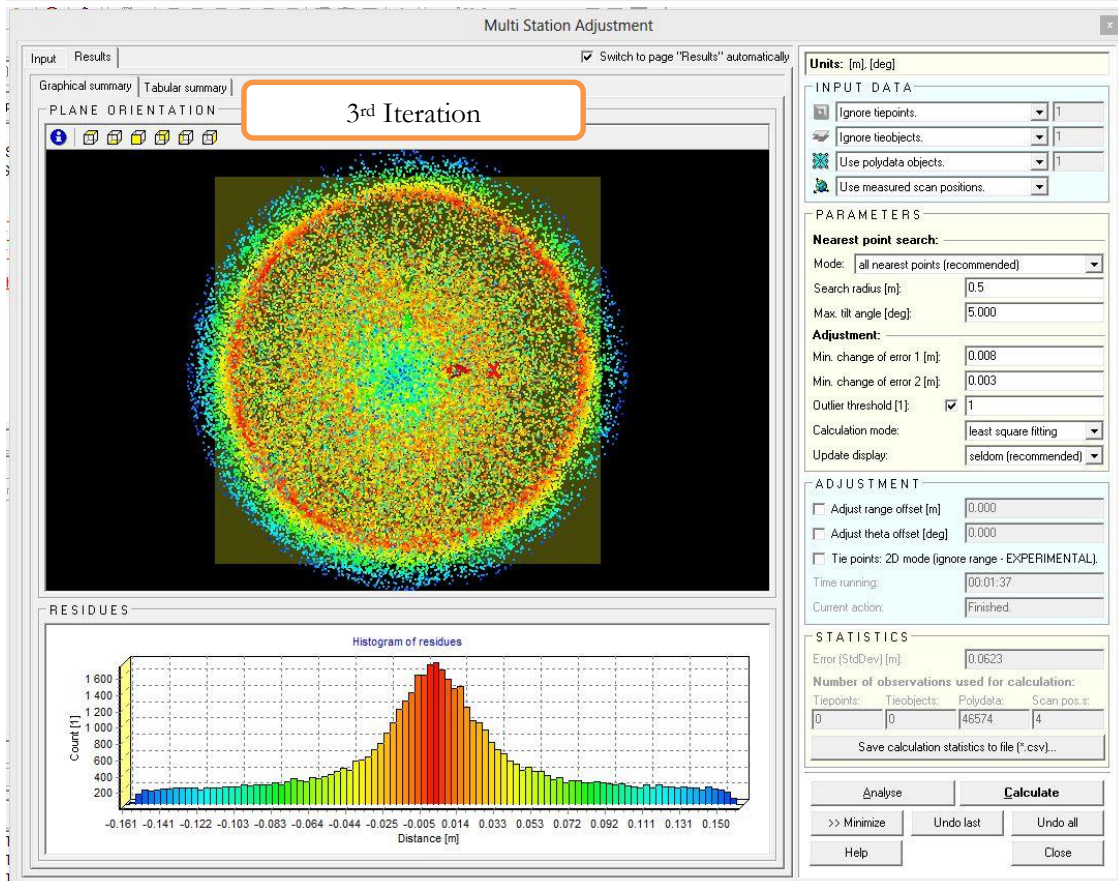 Multi Station Adjustment
x
Input
Results
Switch to page "Results" automatically
Graphical summary
Tabular summary
PLANE ORIENTATION
3rd Iteration
Y
X
RESIDUES
Histogram of residues
Count [1]
1 600
1 400
1 200
1 000
800
600
400
200
-0.161 -0.141 -0.122 -0.103 -0.083 -0.064 -0.044 -0.025 -0.005 0.014 0.033 0.053 0.072 0.092 0.111 0.131 0.150
Distance [m]
Units: [m], [deg]
INPUT DATA
Ignore tiepoints. 1
Ignore tieobjects. 1
Use polydata objects. 1
Use measured scan positions.
PARAMETERS
Nearest point search:
Mode: all nearest points (recommended)
Search radius [m]: 0.5
Max. tilt angle [deg]: 5.000
Adjustment:
Min. change of error 1 [m]: 0.008
Min. change of error 2 [m]: 0.003
Outlier threshold [1]: 1
Calculation mode: least square fitting
Update display: seldom (recommended)
ADJUSTMENT
Adjust range offset [m] 0.000
Adjust theta offset [deg] 0.000
Tie points: 2D mode (ignore range - EXPERIMENTAL).
Time running: 00:01:37
Current action: Finished.
STATISTICS
Error (StdDev) [m]: 0.0623
Number of observations used for calculation:
Tiepoints: Tieobjects: Polydata: Scan pos.s:
0 0 46574 4
Save calculation statistics to file (*.csv)...
Analyse Calculate
>> Minimize Undo last Undo all
Help Close